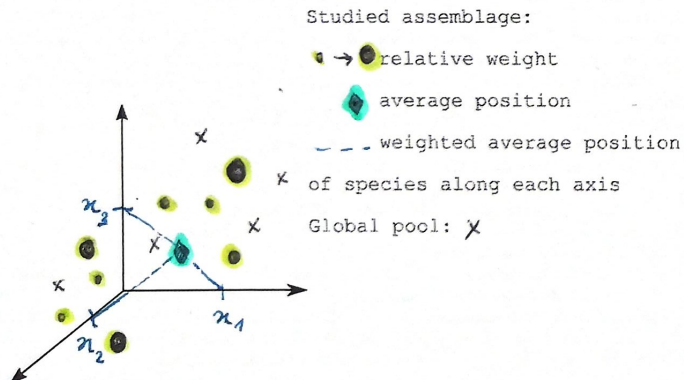 Studied assemblage:
→ relative weight
average position
--- weighted average position
of species along each axis
Global pool: x
x
x
x
x
x
x3
x1
x2